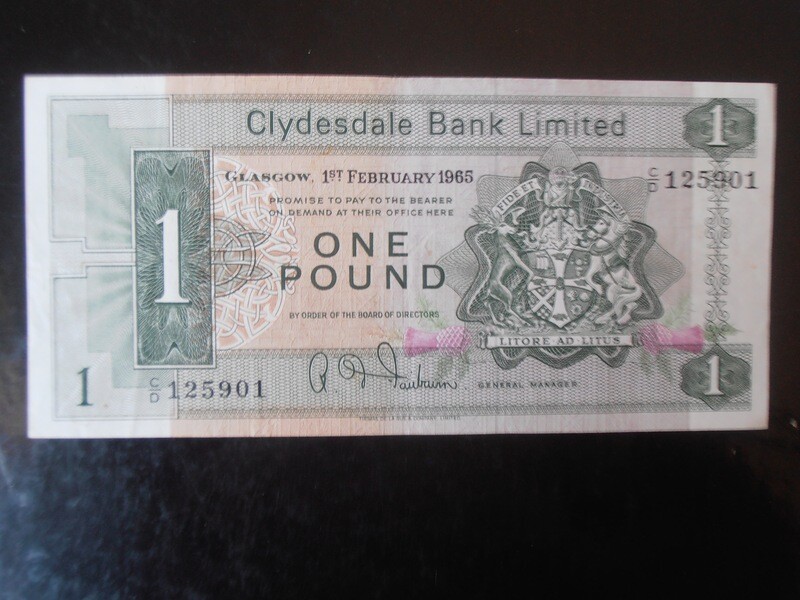 Clydesdale Bank Limited
1
GLASGOW, 1ST FEBRUARY 1965
C/D 125901
PROMISE TO PAY TO THE BEARER
ON DEMAND AT THEIR OFFICE HERE
1
ONE
POUND
BY ORDER OF THE BOARD OF DIRECTORS
LITORE AD LITUS
1
C/D 125901
GENERAL MANAGER
1